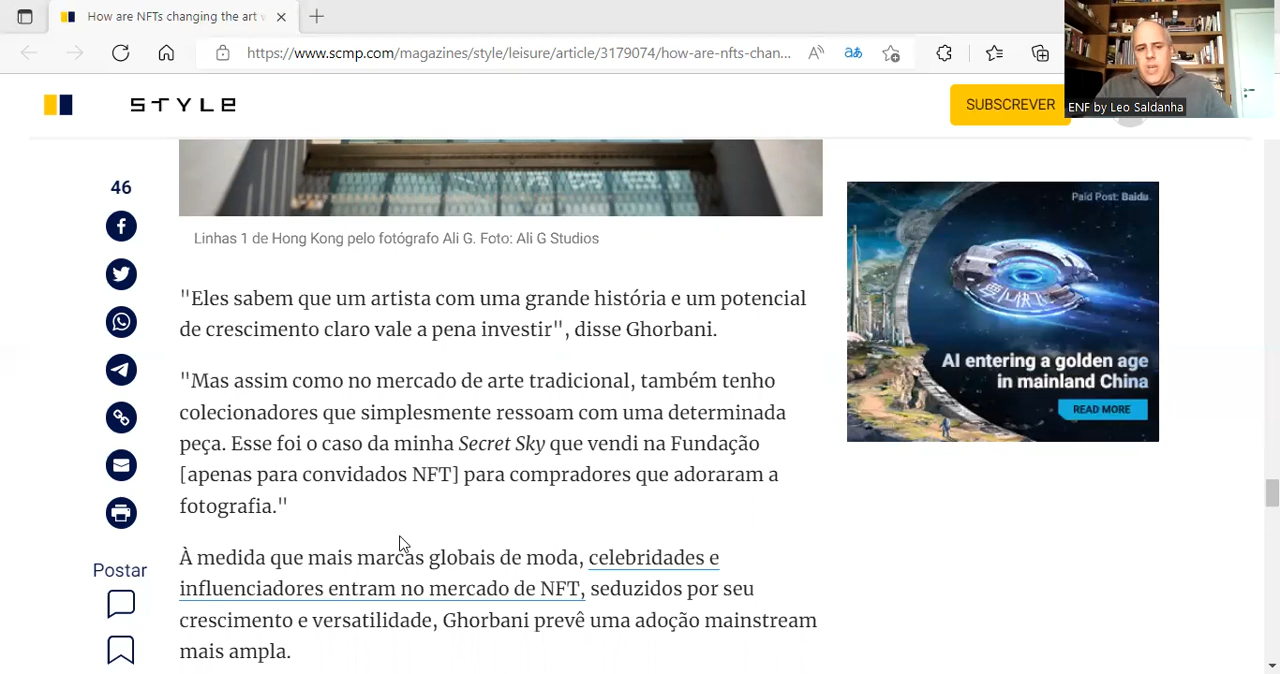 How are NFTs changing the art v
https://www.scmp.com/magazines/style/leisure/article/3179074/how-are-nfts-chan...
ENF by Leo Saldanha
STYLE
SUBSCREVER
46
Linhas 1 de Hong Kong pelo fotógrafo Ali G. Foto: Ali G Studios
"Eles sabem que um artista com uma grande história e um potencial
de crescimento claro vale a pena investir", disse Ghorbani.
"Mas assim como no mercado de arte tradicional, também tenho
colecionadores que simplesmente ressoam com uma determinada
peça. Esse foi o caso da minha Secret Sky que vendi na Fundação
[apenas para convidados NFT] para compradores que adoraram a
fotografia."
Postar
À medida que mais marcas globais de moda, celebridades e
influenciadores entram no mercado de NFT, seduzidos por seu
crescimento e versatilidade, Ghorbani prevê uma adoção mainstream
mais ampla.
Paid Post: Baidu
AI entering a golden age
in mainland China
READ MORE